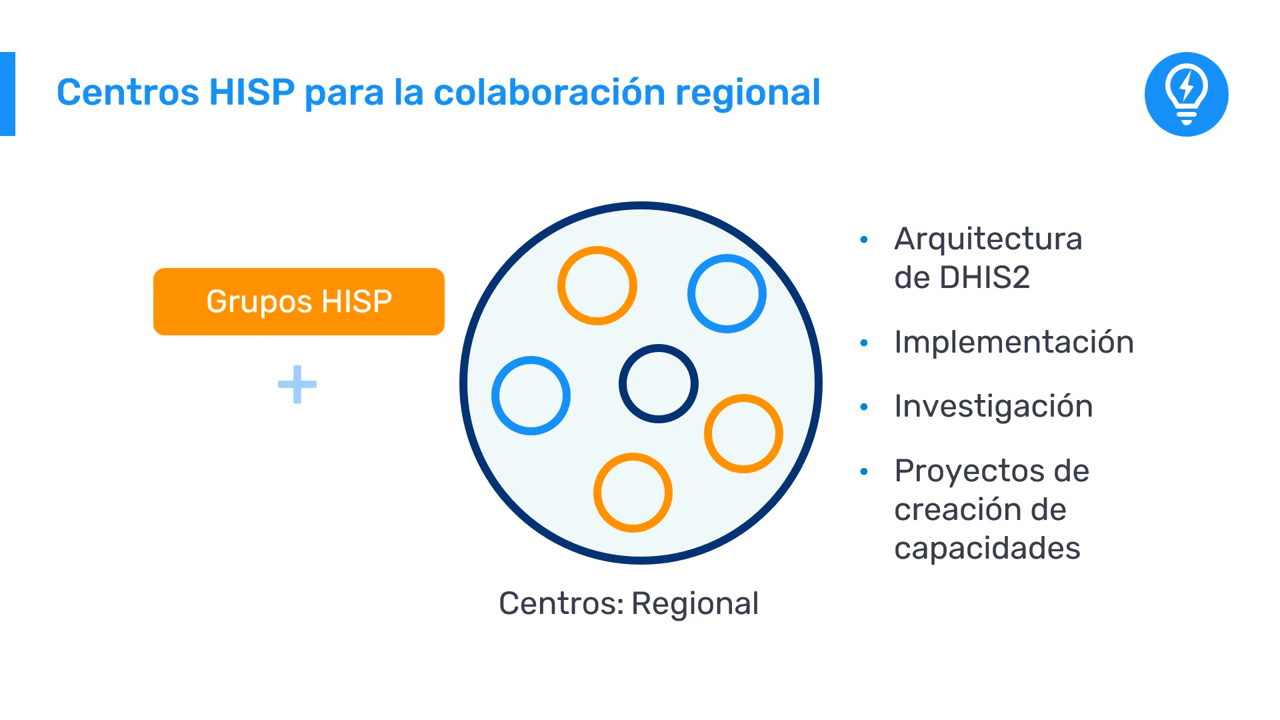 Centros HISP para la colaboración regional
Grupos HISP
+
Centros: Regional
• Arquitectura
de DHIS2
• Implementación
• Investigación
• Proyectos de
creación de
capacidades